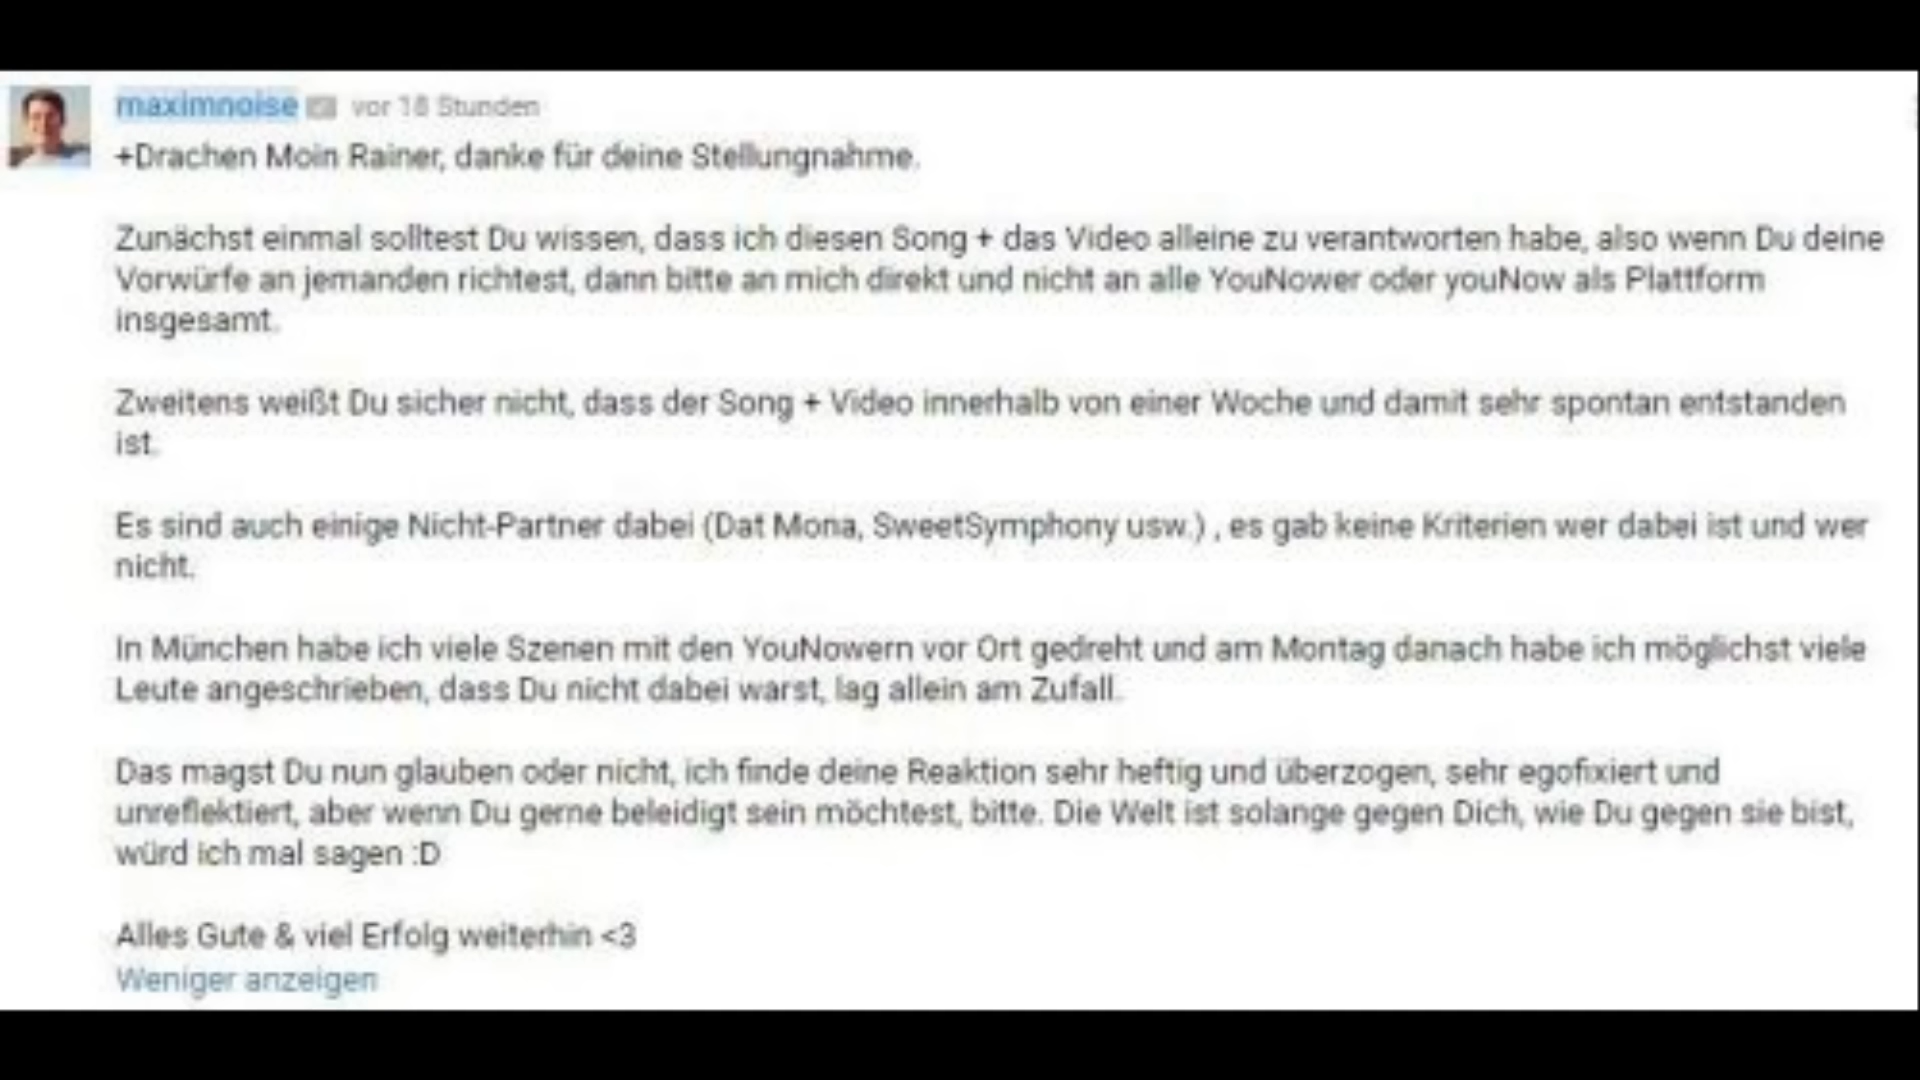 maximnoise vor 18 Stunden
+Drachen Moin Rainer, danke für deine Stellungnahme.
Zunächst einmal solltest Du wissen, dass ich diesen Song + das Video alleine zu verantworten habe, also wenn Du deine
Vorwürfe an jemanden richtest, dann bitte an mich direkt und nicht an alle YouNower oder youNow als Plattform
insgesamt.
Zweitens weißt Du sicher nicht, dass der Song + Video innerhalb von einer Woche und damit sehr spontan entstanden
ist.
Es sind auch einige Nicht-Partner dabei (Dat Mona, SweetSymphony usw.) , es gab keine Kriterien wer dabei ist und wer
nicht.
In München habe ich viele Szenen mit den YouNowern vor Ort gedreht und am Montag danach habe ich möglichst viele
Leute angeschrieben, dass Du nicht dabei warst, lag allein am Zufall.
Das magst Du nun glauben oder nicht, ich finde deine Reaktion sehr heftig und überzogen, sehr egofixiert und
unreflektiert, aber wenn Du gerne beleidigt sein möchtest, bitte. Die Welt ist solange gegen Dich, wie Du gegen sie bist,
würd ich mal sagen :D
Alles Gute & viel Erfolg weiterhin <3
Weniger anzeigen